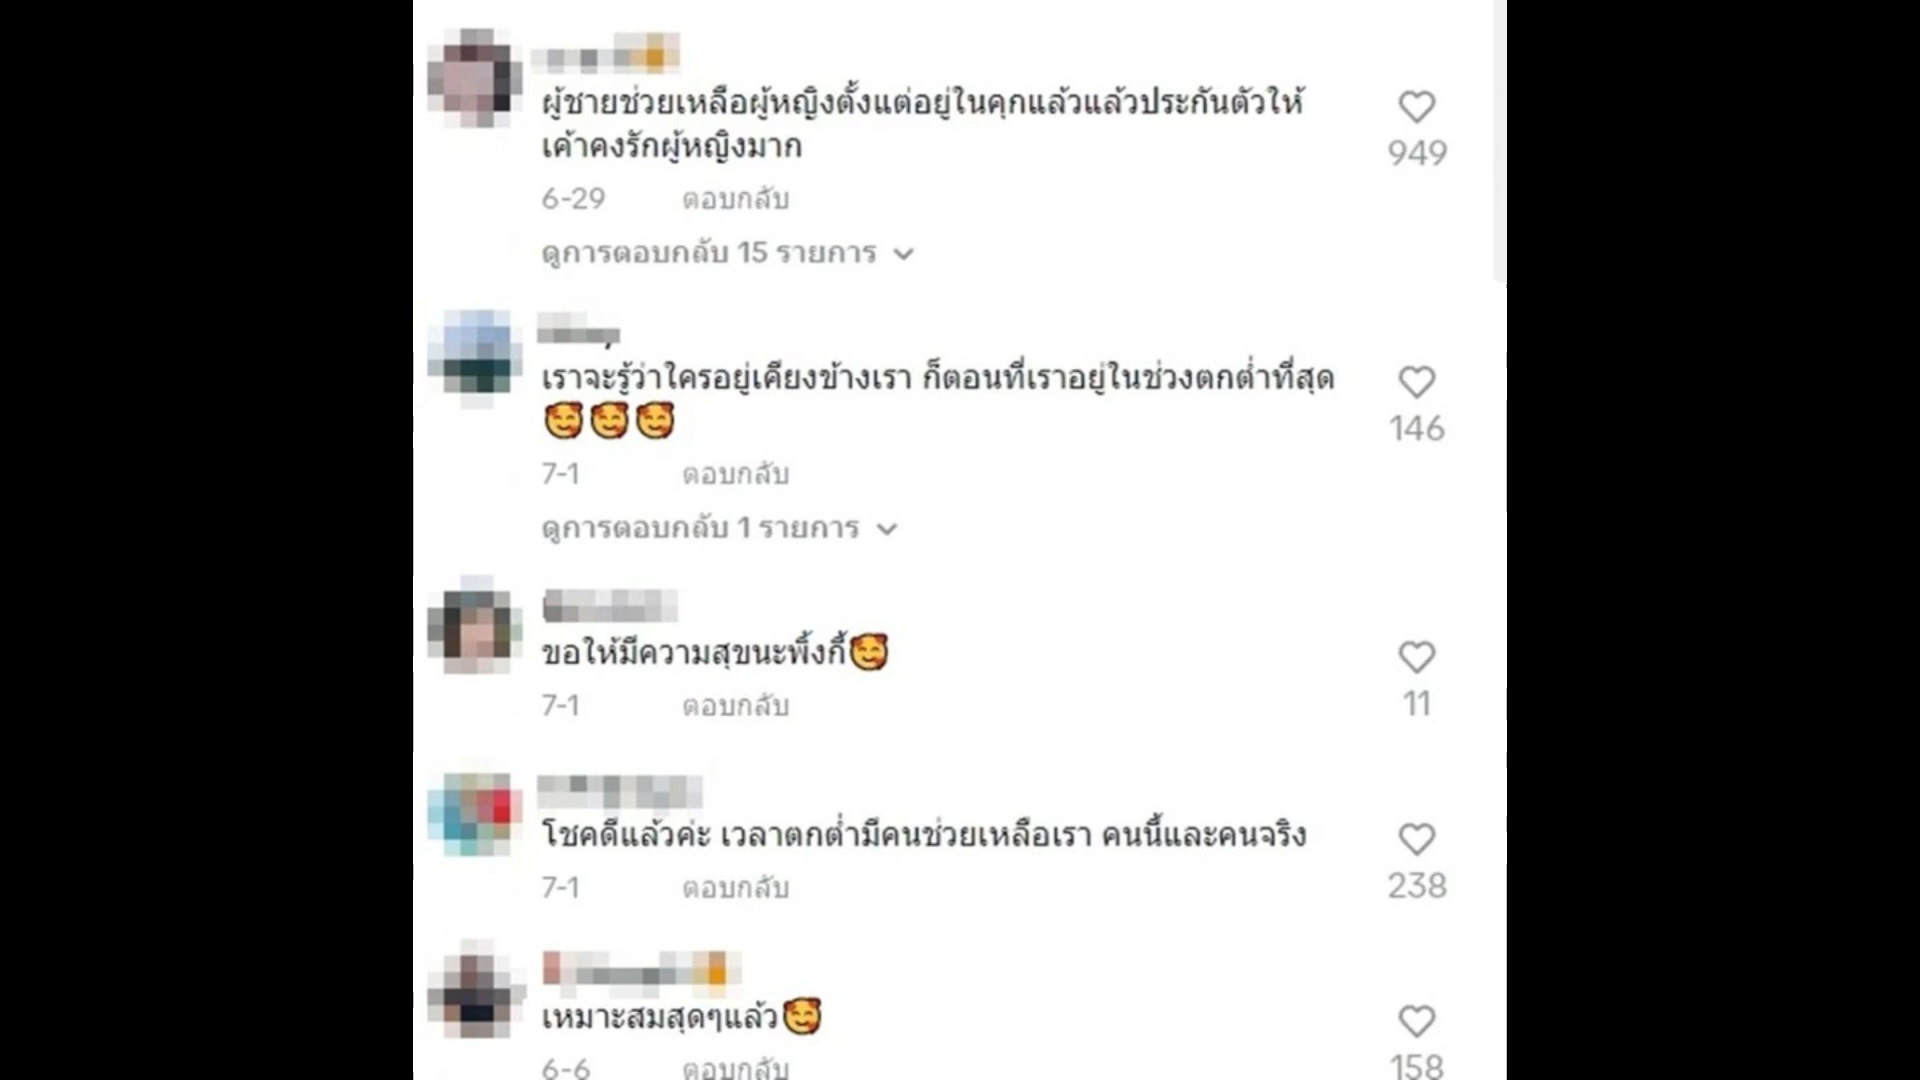 ผู้ชายช่วยเหลือผู้หญิงตั้งแต่อยู่ในคุกแล้วแล้วประกันตัวให้
เค้าคงรักผู้หญิงมาก
949
6-29 ตอบกลับ
ดูการตอบกลับ 15 รายการ
เราจะรู้ว่าใครอยู่เคียงข้างเรา ก็ตอนที่เราอยู่ในช่วงตกต่ำที่สุด
🥰🥰🥰
146
7-1 ตอบกลับ
ดูการตอบกลับ 1 รายการ
ขอให้มีความสุขนะพิ้งกี้🥰
11
7-1 ตอบกลับ
โชคดีแล้วค่ะ เวลาตกต่ำมีคนช่วยเหลือเรา คนนี้และคนจริง
238
7-1 ตอบกลับ
เหมาะสมสุดๆแล้ว🥰
158
6-6 ตอบกลับ